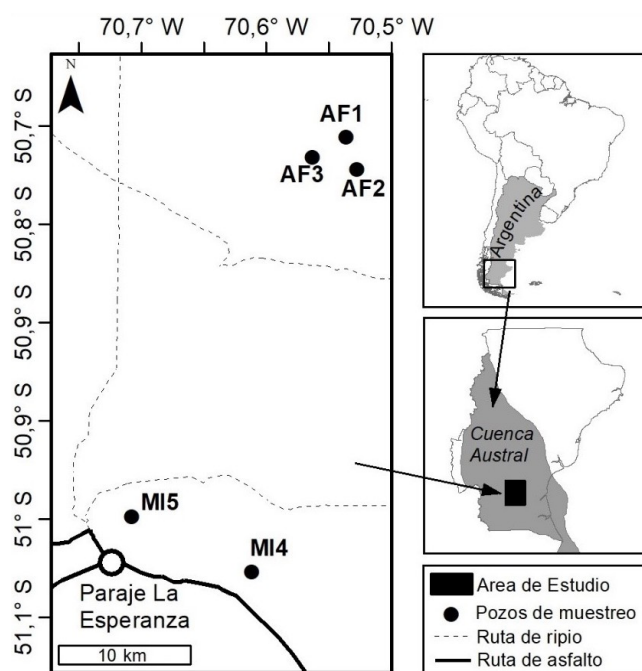 70,7° W
70,6° W
70,5° W
N
50,7° S
50,8° S
50,9° S
50,9° S
51° S
51,1° S
AF1
AF3
AF2
MI5
MI4
Paraje La
Esperanza
10 km
Argentina
Cuenca
Austral
Area de Estudio
Pozos de muestreo
Ruta de ripio
Ruta de asfalto